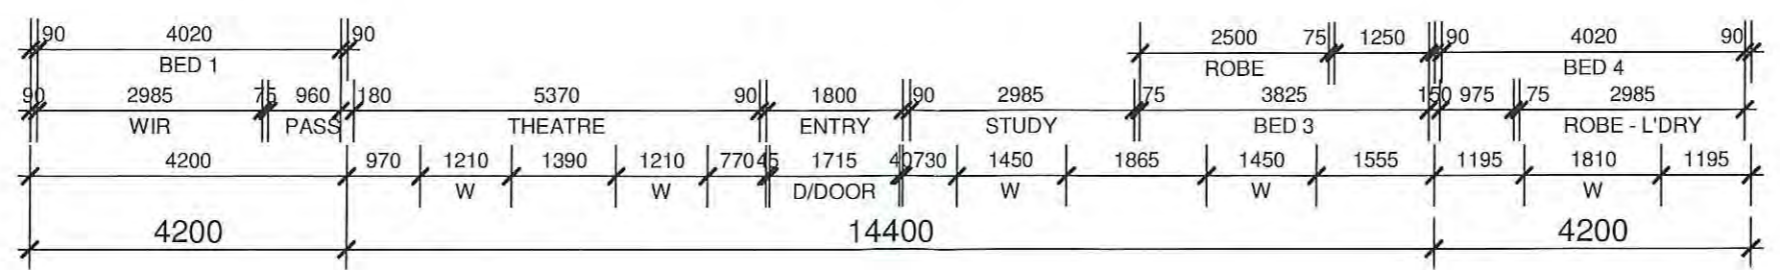 90 4020 90 2500 75 1250 90 4020 90
BED 1 ROBE BED 4
90 2985 75 960 180 5370 90 1800 90 2985 75 3825 150 975 75 2985
WIR PASS THEATRE ENTRY STUDY BED 3 ROBE - L'DRY
4200 970 1210 1390 1210 770 45 1715 40 730 1450 1865 1450 1555 1195 1810 1195
W W D/DOOR W W W
4200 14400 4200